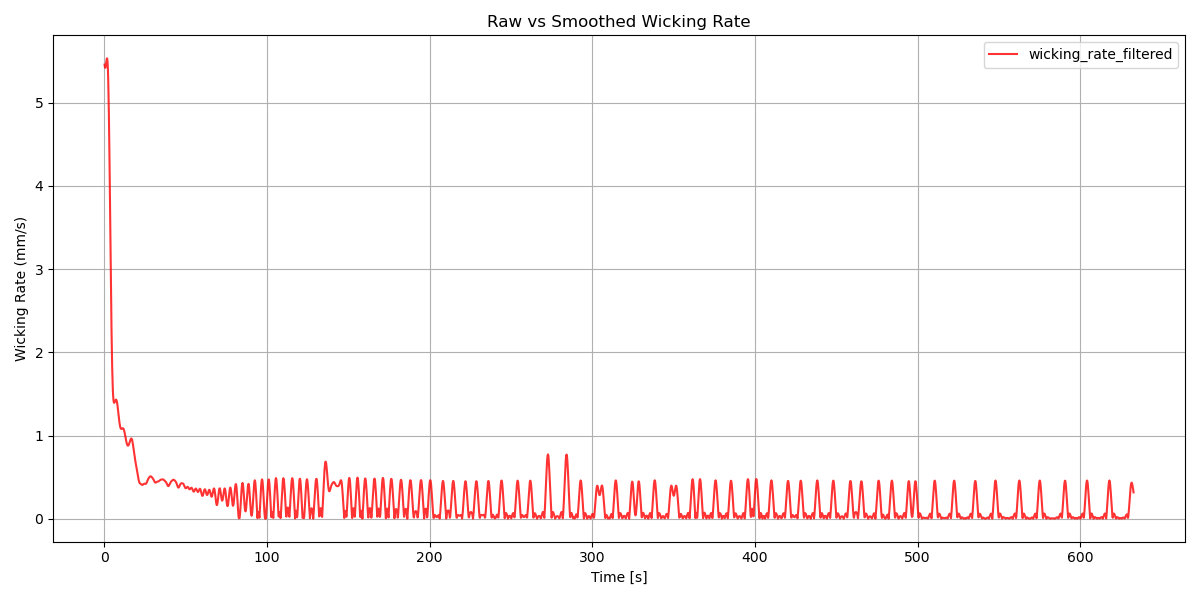 Raw vs Smoothed Wicking Rate
wicking_rate_filtered
Wicking Rate (mm/s)
5
4
3
2
1
0
0 100 200 300 400 500 600
Time [s]